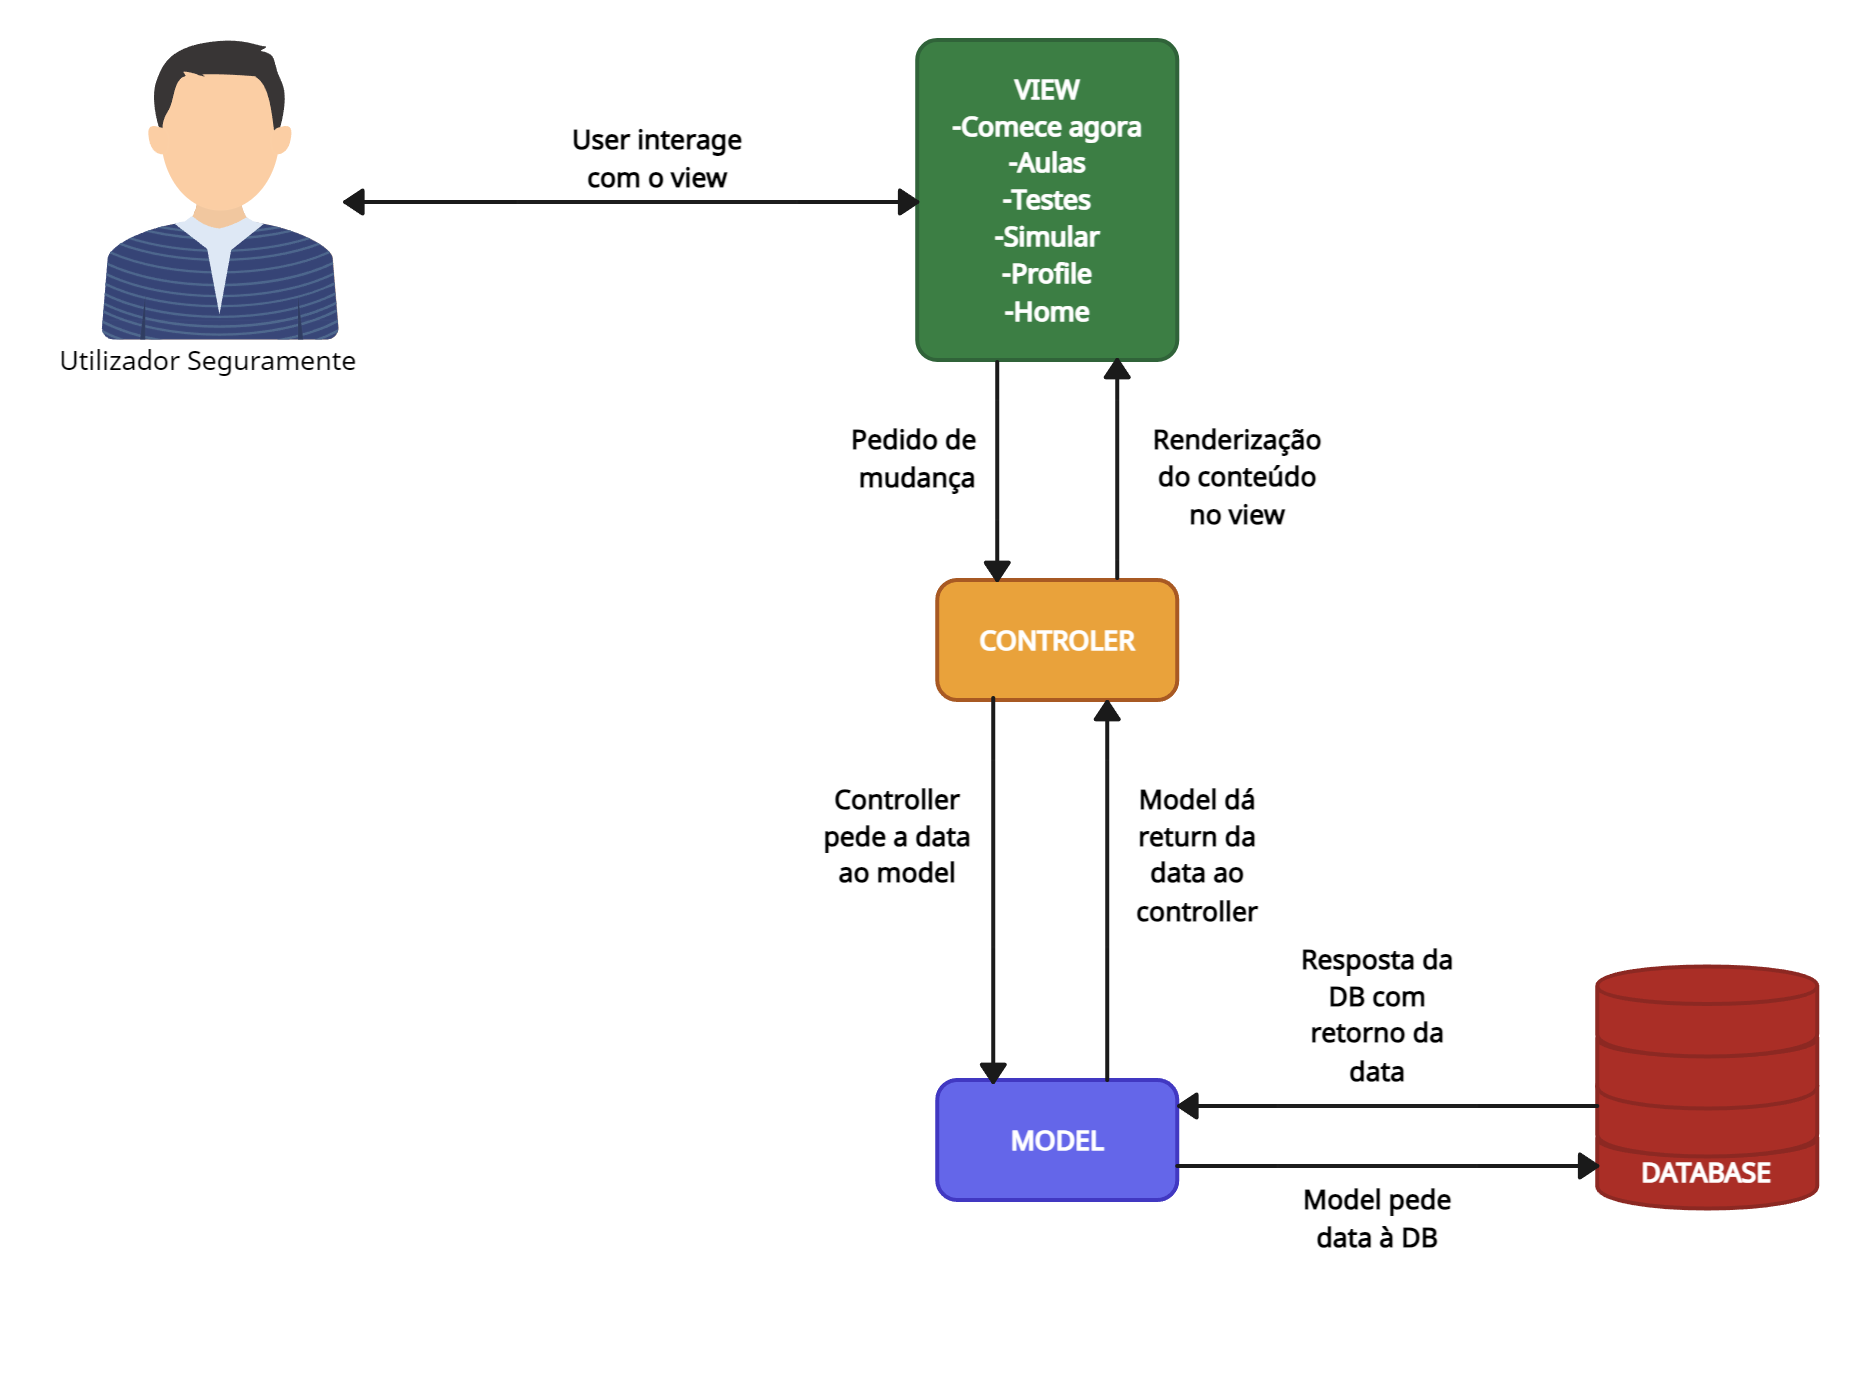 User interage
com o view
Utilizador Seguramente
VIEW
-Comece agora
-Aulas
-Testes
-Simular
-Profile
-Home
Pedido de
mudança
Renderização
do conteúdo
no view
CONTROLER
Controller
pede a data
ao model
Model dá
return da
data ao
controller
Resposta da
DB com
retorno da
data
MODEL
DATABASE
Model pede
data à DB